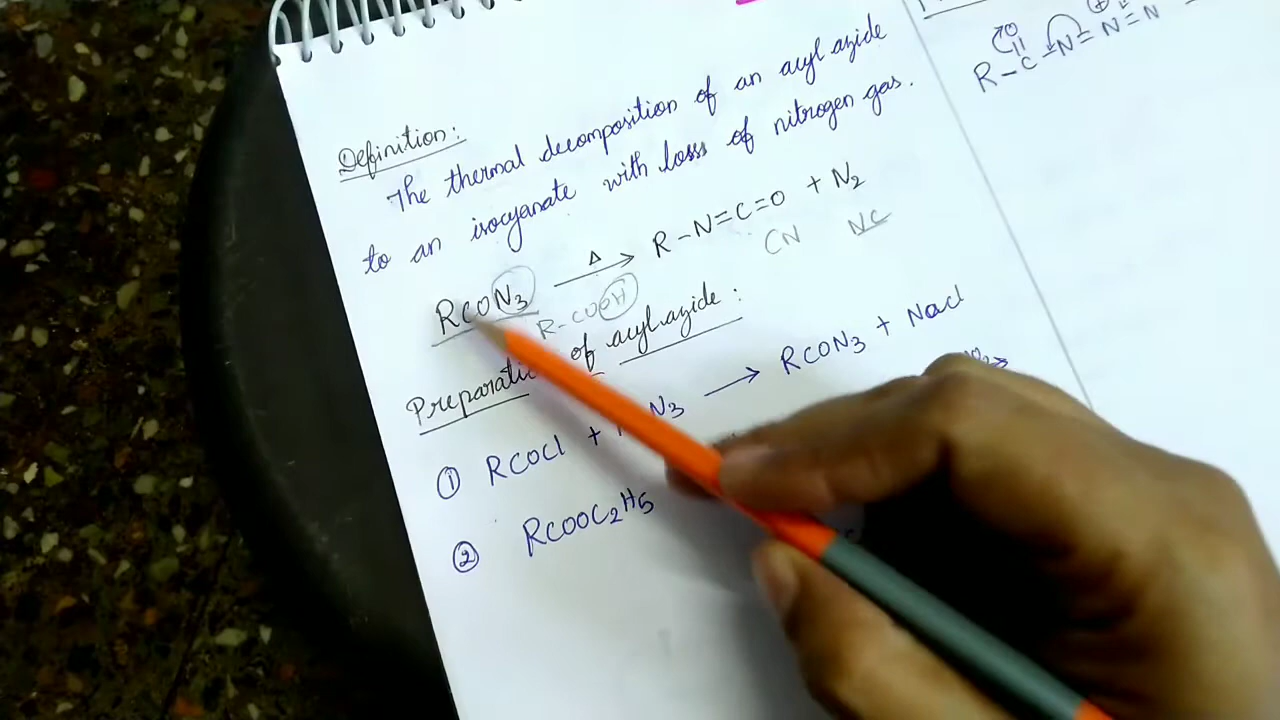 Definition:
The thermal decomposition of an acyl azide
to an isocyanate with losss of nitrogen gas.
RCON₃ —Δ→ R-N=C=O + N₂
CN NC
R-COOH
Preparation of acyl azide:
① RCOCl + N₃ → RCON₃ + Nacl
② RCOOC₂H₅
O
R-C-N=N=N